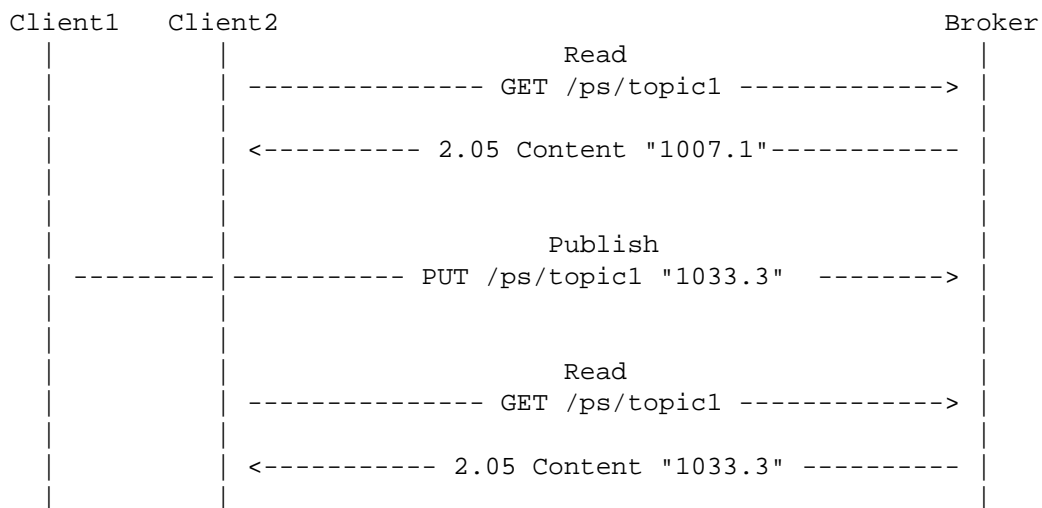 Client1 Client2 Broker
Read
GET /ps/topic1
2.05 Content "1007.1"
Publish
PUT /ps/topic1 "1033.3"
Read
GET /ps/topic1
2.05 Content "1033.3"